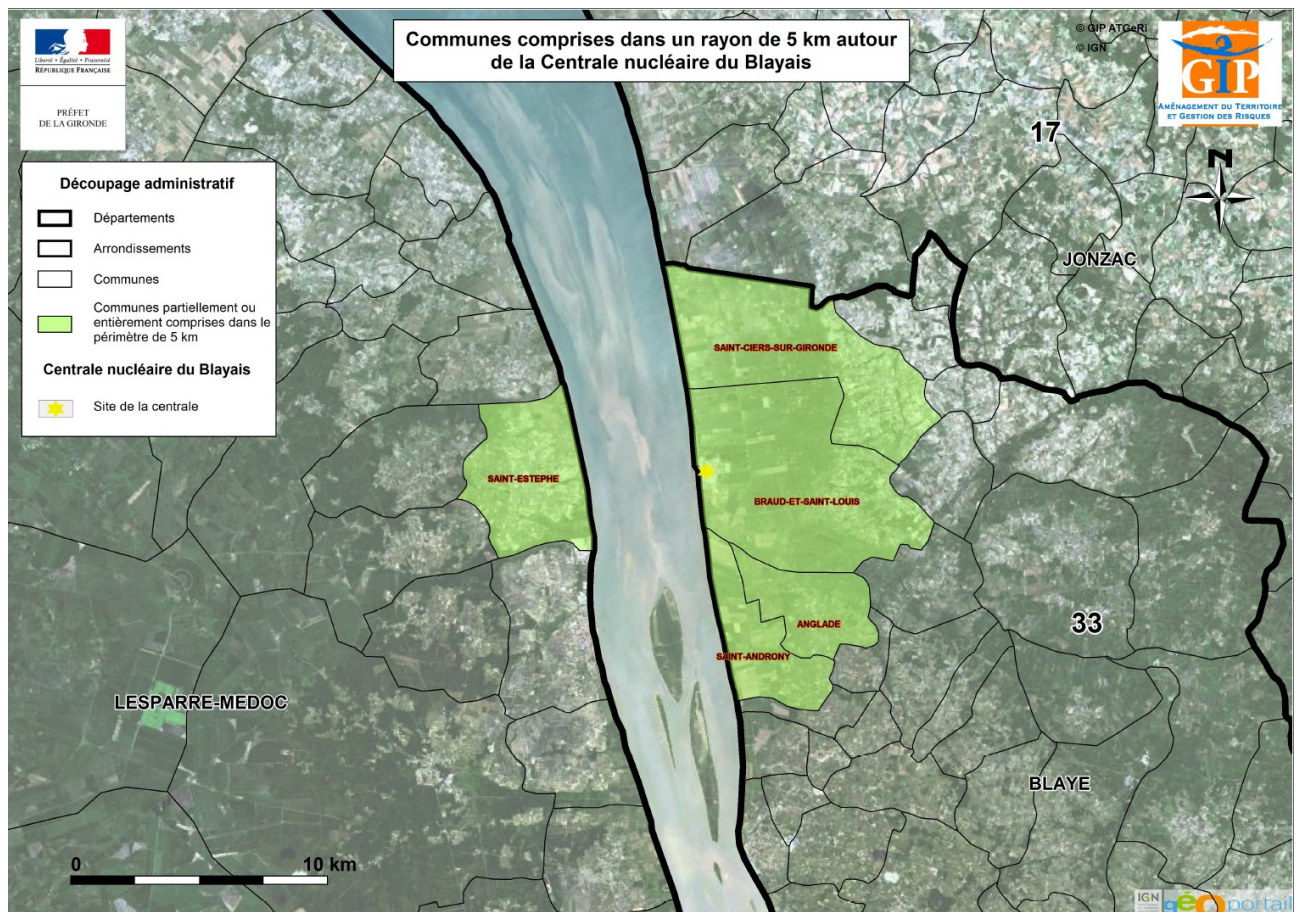 Communes comprises dans un rayon de 5 km autour
de la Centrale nucléaire du Blayais
Liberté • Égalité • Fraternité
RÉPUBLIQUE FRANÇAISE
PRÉFET
DE LA GIRONDE
© GIP ATGeRi
© IGN
GIP
AMÉNAGEMENT DU TERRITOIRE
ET GESTION DES RISQUES
N
Découpage administratif
Départements
Arrondissements
Communes
Communes partiellement ou
entièrement comprises dans le
périmètre de 5 km
Centrale nucléaire du Blayais
Site de la centrale
17
JONZAC
SAINT-CIERS-SUR-GIRONDE
SAINT-ESTEPHE
BRAUD-ET-SAINT-LOUIS
ANGLADE
33
SAINT-ANDRONY
LESPARRE-MEDOC
BLAYE
0 10 km
IGN géoportail